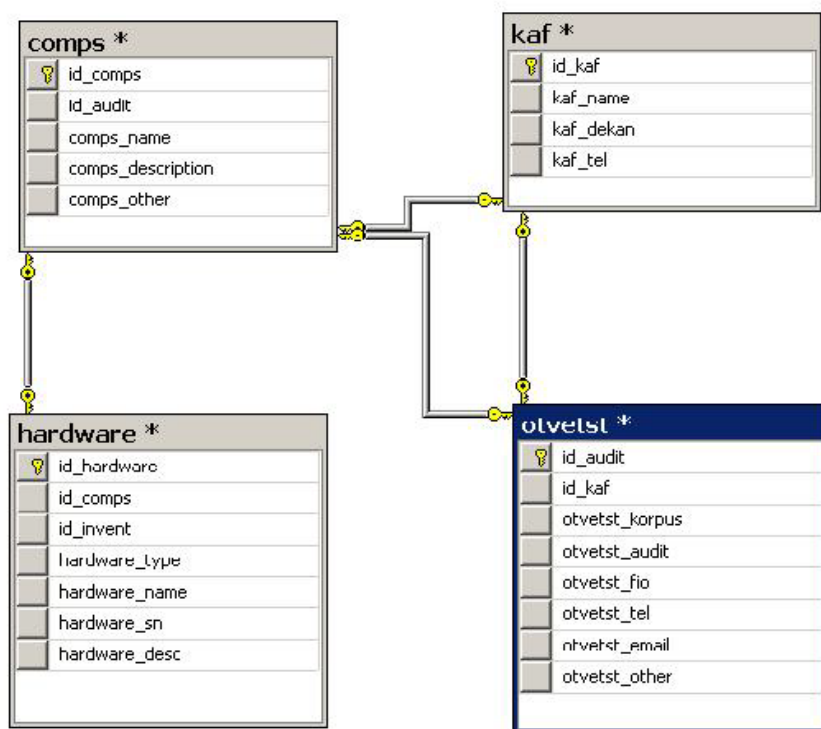 comps *
id_comps
id_audit
comps_name
comps_description
comps_other
kaf *
id_kaf
kaf_name
kaf_dekan
kaf_tel
hardware *
id_hardware
id_comps
id_invent
hardware_type
hardware_name
hardware_sn
hardware_desc
otvetst *
id_audit
id_kaf
otvetst_korpus
otvetst_audit
otvetst_fio
otvetst_tel
otvetst_email
otvetst_other